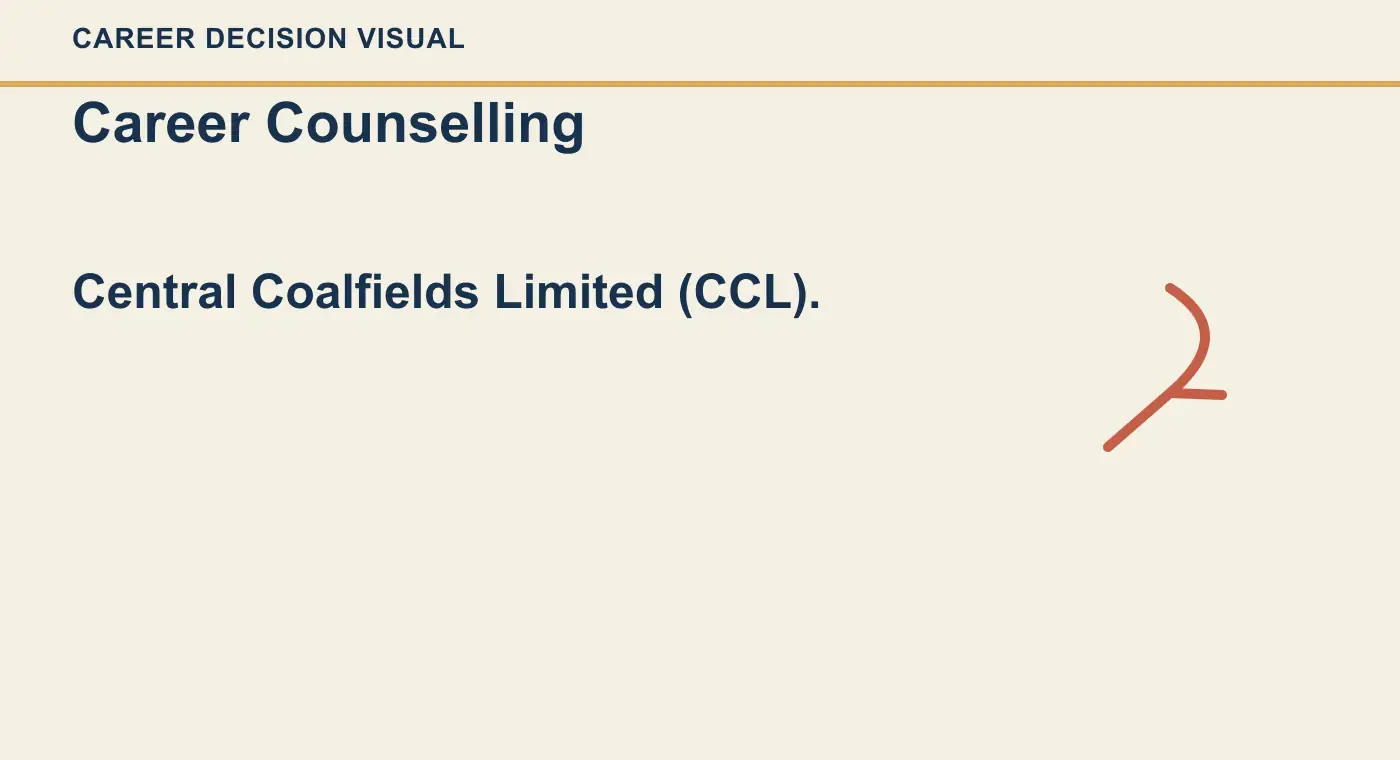 CAREER DECISION VISUAL
Career Counselling
Central Coalfields Limited (CCL).